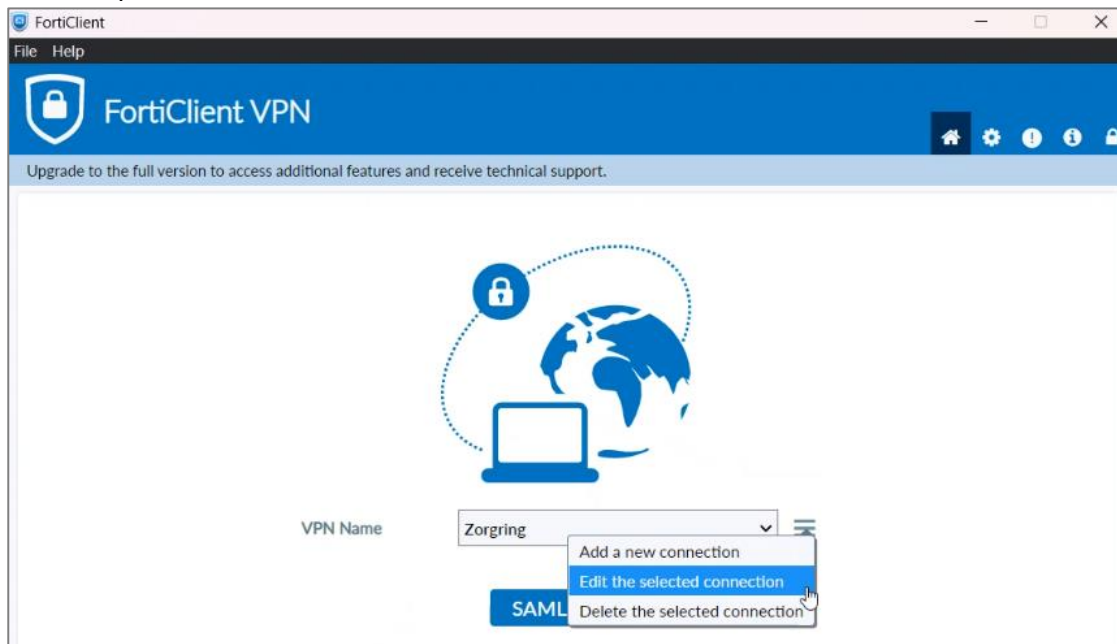 FortiClient
File Help
FortiClient VPN
Upgrade to the full version to access additional features and receive technical support.
VPN Name
Zorgring
Add a new connection
Edit the selected connection
SAML
Delete the selected connection